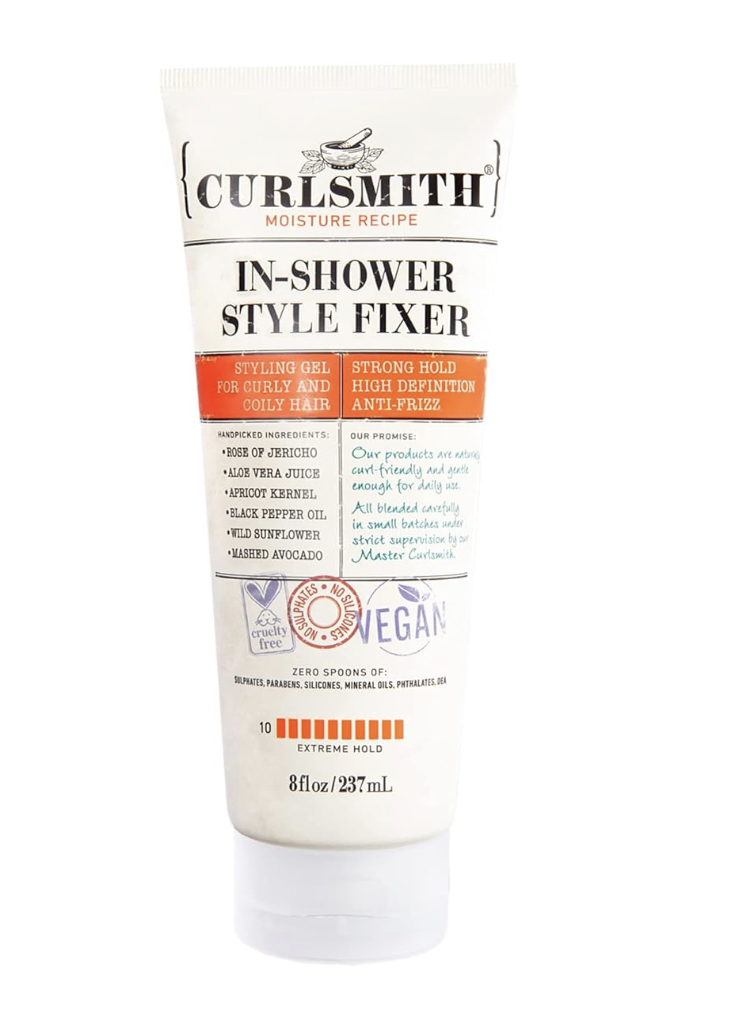 {CURLSMITH}®
MOISTURE RECIPE
IN-SHOWER
STYLE FIXER
STYLING GEL
FOR CURLY AND
COILY HAIR
STRONG HOLD
HIGH DEFINITION
ANTI-FRIZZ
HANDPICKED INGREDIENTS:
•ROSE OF JERICHO
•ALOE VERA JUICE
•APRICOT KERNEL
•BLACK PEPPER OIL
•WILD SUNFLOWER
•MASHED AVOCADO
OUR PROMISE:
Our products are
curl-friendly and gentle
enough for daily use.
All blended carefully
in small batches under
strict supervision by our
Master Curlsmith.
cruelty
free
NO SULPHATES • NO SILICONES •
VEGAN
ZERO SPOONS OF:
SULPHATES, PARABENS, SILICONES, MINERAL OILS, PHTHALATES, DEA
10
EXTREME HOLD
8floz/237mL